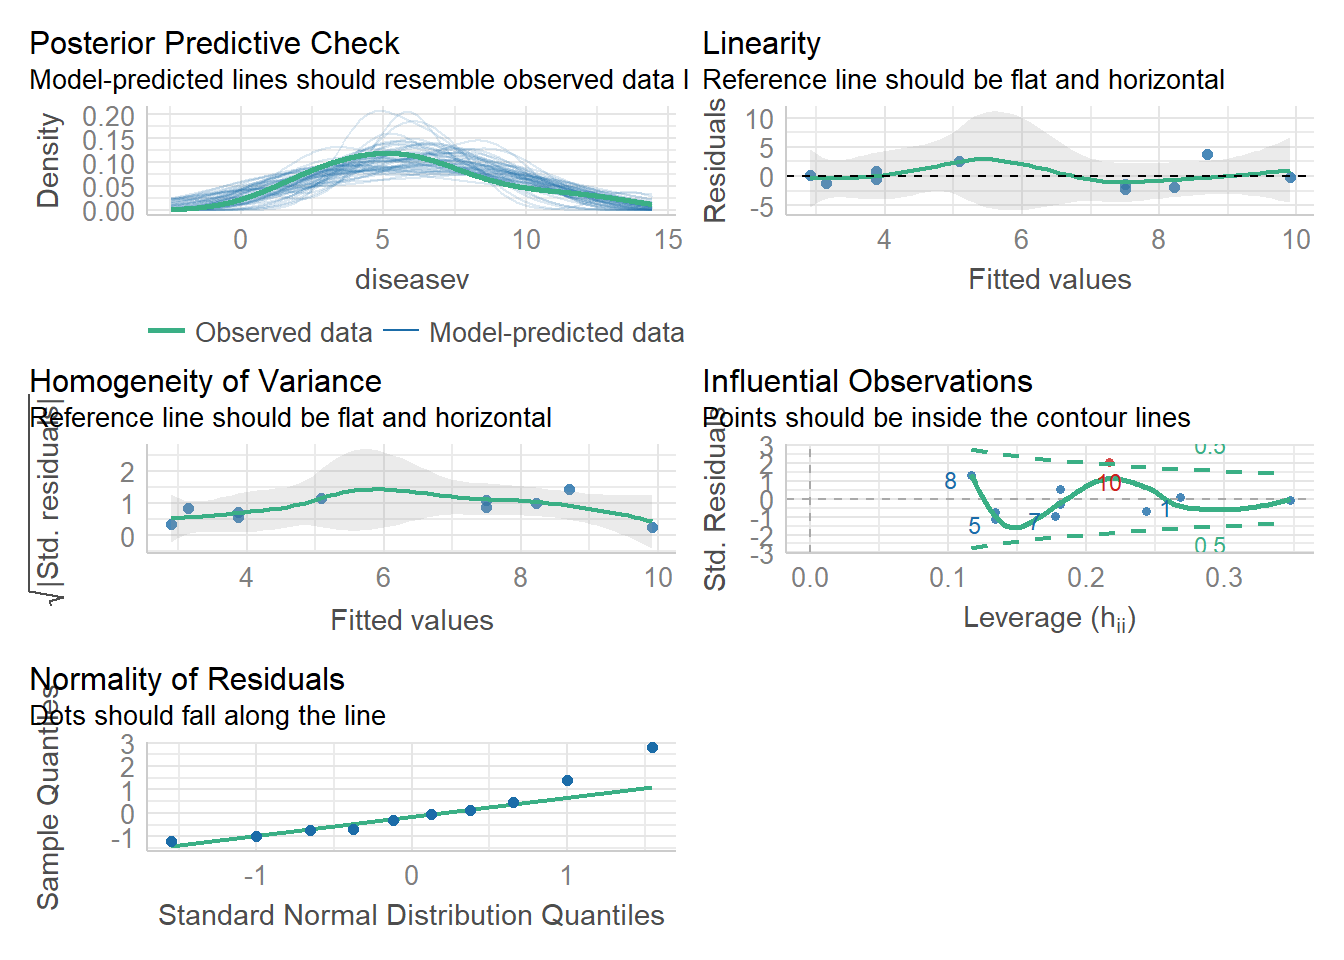 Posterior Predictive Check
Model-predicted lines should resemble observed data l
Density
0.20
0.15
0.10
0.05
0.00
0
5
10
15
diseasev
Observed data
Model-predicted data
Linearity
Reference line should be flat and horizontal
Residuals
10
5
0
-5
4
6
8
10
Fitted values
Homogeneity of Variance
Reference line should be flat and horizontal
√|Std. residuals|
2
1
0
4
6
8
10
Fitted values
Influential Observations
Points should be inside the contour lines
Std. Residuals
3
2
1
0
-1
-2
-3
0.5
8
10
5
7
1
0.5
0.0
0.1
0.2
0.3
Leverage (hii)
Normality of Residuals
Dots should fall along the line
Sample Quantiles
3
2
1
0
-1
-1
0
1
Standard Normal Distribution Quantiles